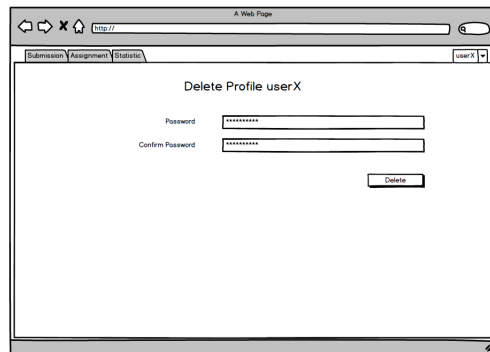 A Web Page
http://
Submission Assignment Statistic userX
Delete Profile userX
Password **********
Confirm Password **********
Delete